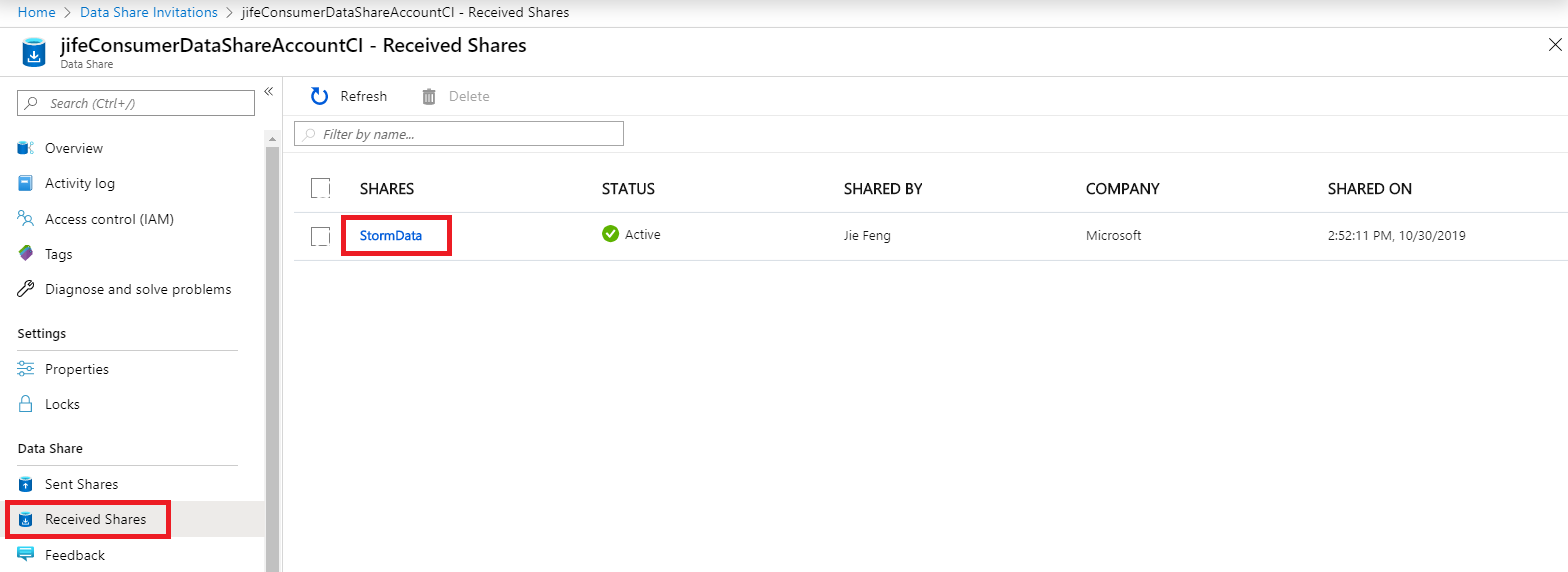 Home > Data Share Invitations > jifeConsumerDataShareAccountCI - Received Shares
jifeConsumerDataShareAccountCI - Received Shares
Data Share
Search (Ctrl+/)
Overview
Activity log
Access control (IAM)
Tags
Diagnose and solve problems
Settings
Properties
Locks
Data Share
Sent Shares
Received Shares
Feedback
Refresh Delete
Filter by name...
SHARES STATUS SHARED BY COMPANY SHARED ON
StormData Active Jie Feng Microsoft 2:52:11 PM, 10/30/2019